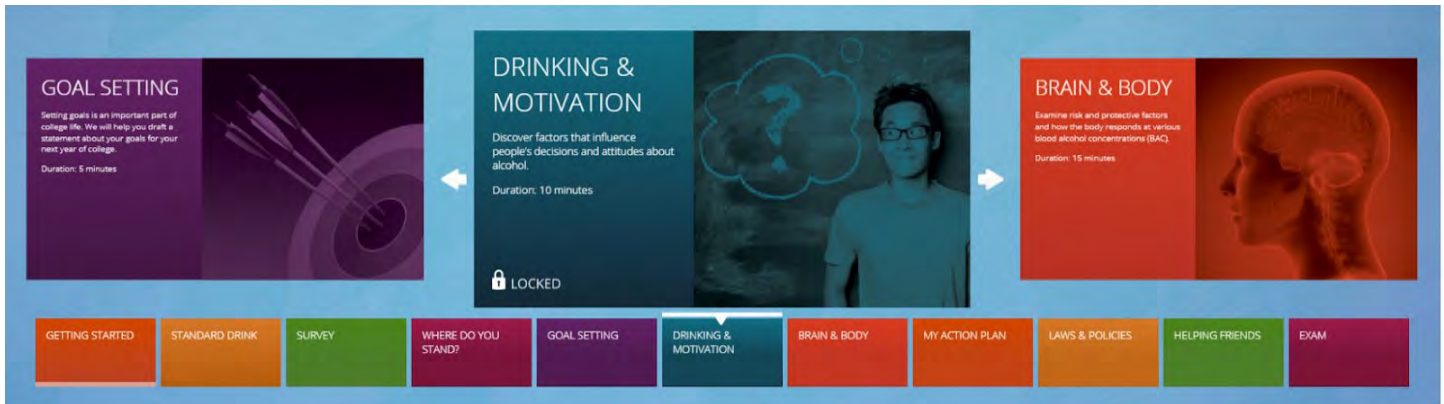 GOAL SETTING
Setting goals is an important part of
college life. We will help you draft a
statement about your goals for your
next year of college.
Duration: 5 minutes
DRINKING &
MOTIVATION
Discover factors that influence
people's decisions and attitudes about
alcohol.
Duration: 10 minutes
LOCKED
?
BRAIN & BODY
Examine risk and protective factors
and how the body responds at various
blood alcohol concentrations (BAC).
Duration: 15 minutes
GETTING STARTED
STANDARD DRINK
SURVEY
WHERE DO YOU
STAND?
GOAL SETTING
DRINKING &
MOTIVATION
BRAIN & BODY
MY ACTION PLAN
LAWS & POLICIES
HELPING FRIENDS
EXAM